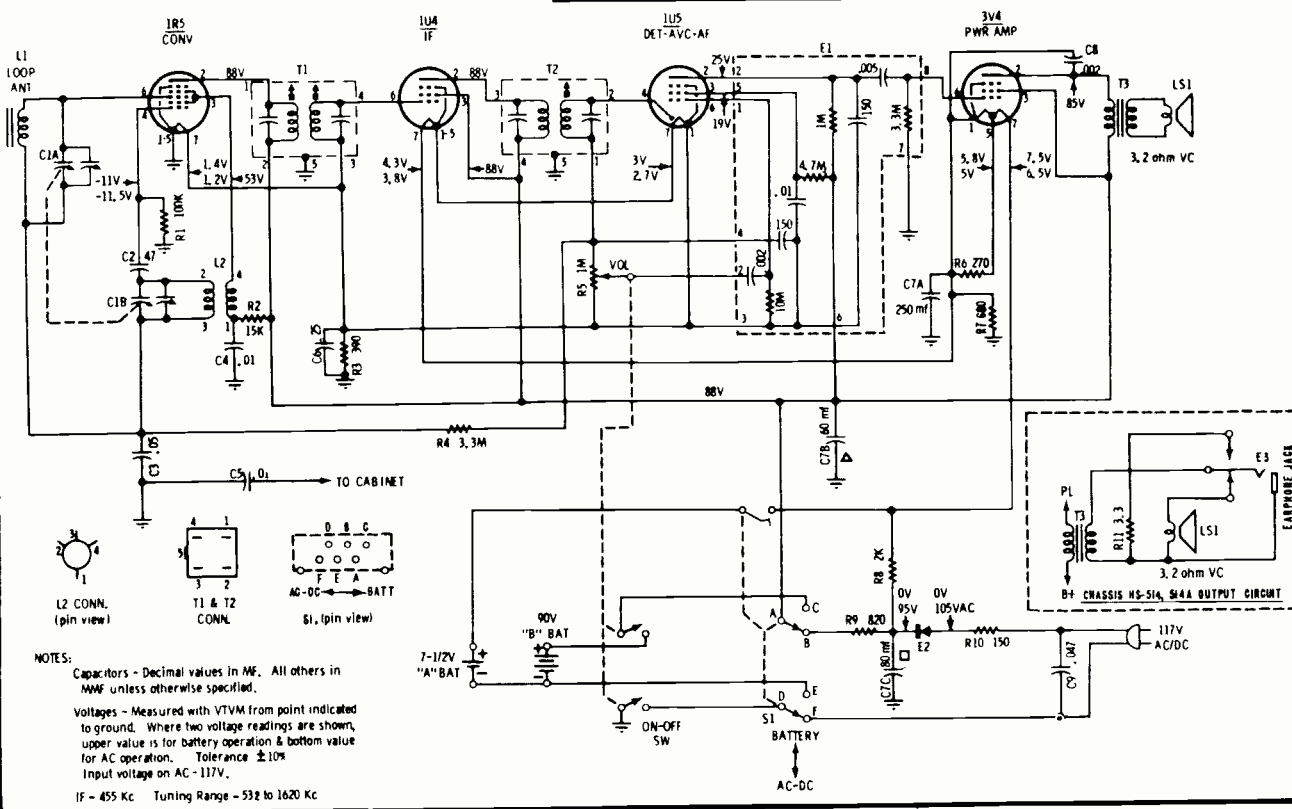 1R5
CONV
1U4
IF
1U5
DET-AVC-AF
3V4
PWR AMP
L1
LOOP
ANT
T1
T2
E1
C8
.002
T3
LS1
3.2 ohm VC
88V
88V
25V
19V
.005
85V
1M
150
3.3M
C1A
-11V
-11.5V
1.4V
1.2V
53V
4.3V
3.8V
88V
3V
2.7V
4.7M
.01
5.8V
5V
7.5V
6.5V
R1 100K
C2 47
L2
C1B
R2
15K
C4 .01
C6
R3 390
R5 1M
VOL
150
.002
10M
R6 270
C7A
250 mf
R7 680
88V
R4 3.3M
C3 .05
C5 .01
TO CABINET
C7B 60 mf
L2 CONN.
(pin view)
T1 & T2
CONN.
D B C
F E A
AC-DC BATT
S1, (pin view)
7-1/2V
"A" BAT
90V
"B" BAT
ON-OFF
SW
A
C
B
D
E
F
S1
BATTERY
AC-DC
R8 2K
R9 820
0V
95V
0V
105VAC
C7C 80 mf
E2
R10 150
C9 .047
117V
AC/DC
PL
T3
B+
R11 3.3
LS1
3.2 ohm VC
E3
EARPHONE JACK
CHASSIS HS-514, 514A OUTPUT CIRCUIT
NOTES:
Capacitors - Decimal values in MF. All others in
MMF unless otherwise specified.
Voltages - Measured with VTVM from point indicated
to ground. Where two voltage readings are shown,
upper value is for battery operation & bottom value
for AC operation. Tolerance ±10%
Input voltage on AC - 117V.
IF - 455 Kc Tuning Range - 532 to 1620 Kc